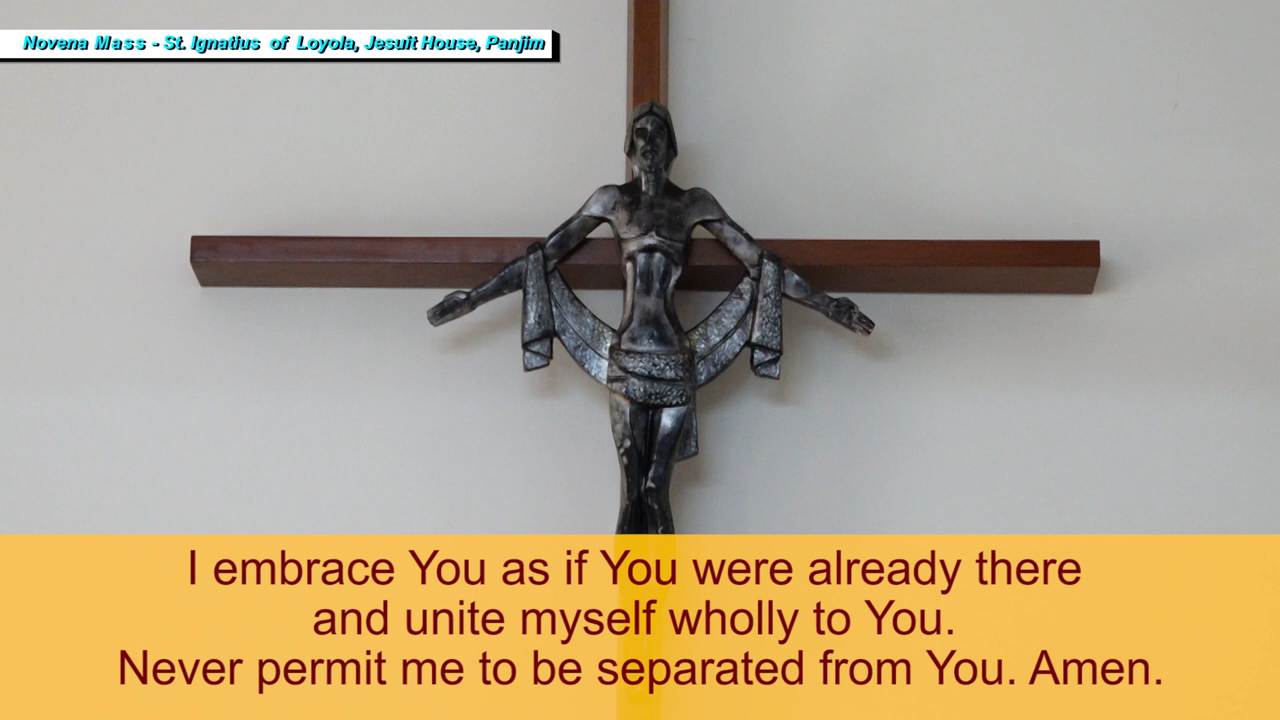 Novena Mass - St. Ignatius of Loyola, Jesuit House, Panjim
I embrace You as if You were already there
and unite myself wholly to You.
Never permit me to be separated from You. Amen.